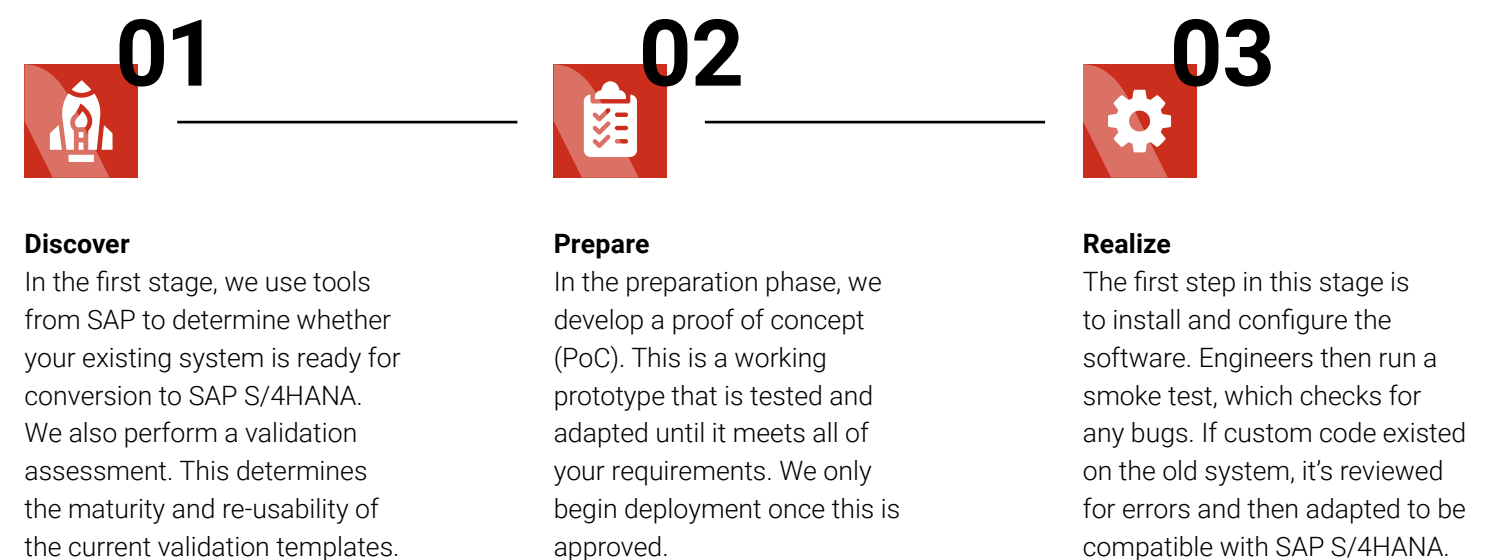 01
Discover
In the first stage, we use tools
from SAP to determine whether
your existing system is ready for
conversion to SAP S/4HANA.
We also perform a validation
assessment. This determines
the maturity and re-usability of
the current validation templates.
02
Prepare
In the preparation phase, we
develop a proof of concept
(PoC). This is a working
prototype that is tested and
adapted until it meets all of
your requirements. We only
begin deployment once this is
approved.
03
Realize
The first step in this stage is
to install and configure the
software. Engineers then run a
smoke test, which checks for
any bugs. If custom code existed
on the old system, it’s reviewed
for errors and then adapted to be
compatible with SAP S/4HANA.